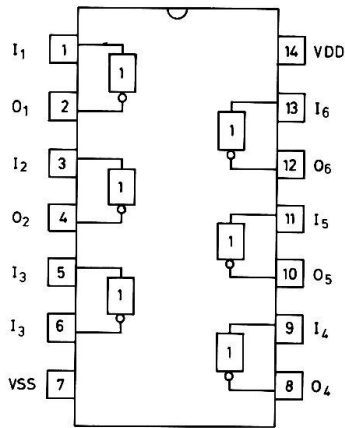 I1 1 1 14 VDD
O1 2 13 I6
1
I2 3 12 O6
1
O2 4 11 I5
1
I3 5 10 O5
1
I3 6 9 I4
1
VSS 7 8 O4